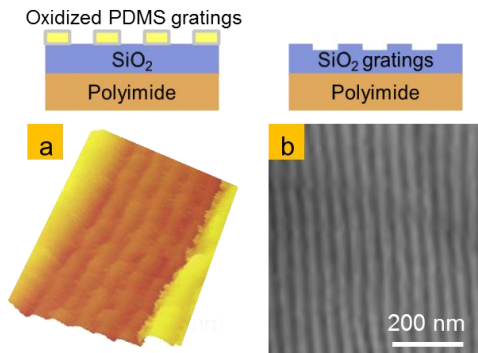 Oxidized PDMS gratings
SiO₂
Polyimide
SiO₂ gratings
Polyimide
a
b
200 nm